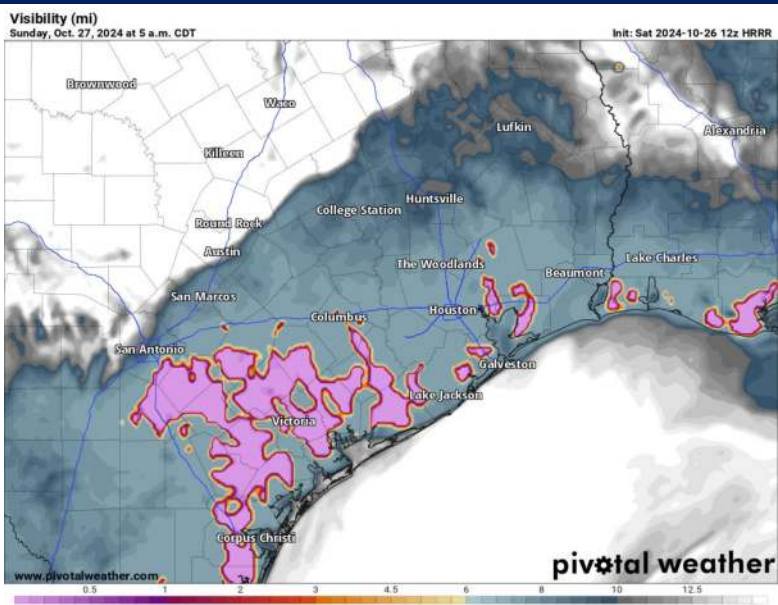 Visibility (mi)
Sunday, Oct. 27, 2024 at 5 a.m. CDT
Init: Sat 2024-10-26 12z HRRR
Brownwood
Waco
Lufkin
Alexandria
Killeen
Huntsville
College Station
Round Rock
Austin
The Woodlands
Beaumont
Lake Charles
San Marcos
Houston
Columbus
San Antonio
Galveston
Lake Jackson
Victoria
Corpus Christi
pivotal weather
www.pivotalweather.com
0.5 1 2 3 4.5 6 8 10 12.5